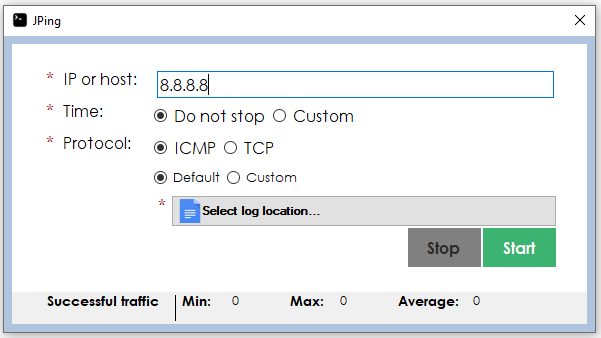 JPing
* IP or host: 8.8.8.8
* Time: Do not stop Custom
* Protocol: ICMP TCP
Default Custom
* Select log location...
Stop Start
Successful traffic Min: 0 Max: 0 Average: 0